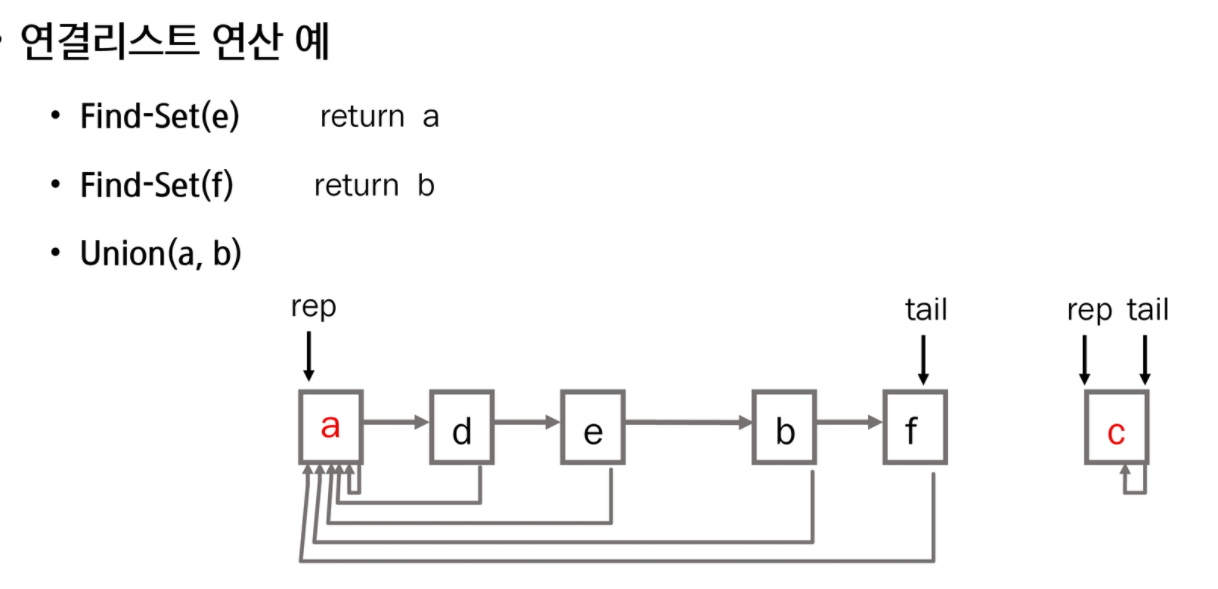 • 연결리스트 연산 예
• Find-Set(e) return a
• Find-Set(f) return b
• Union(a, b)
rep tail rep tail
a d e b f c